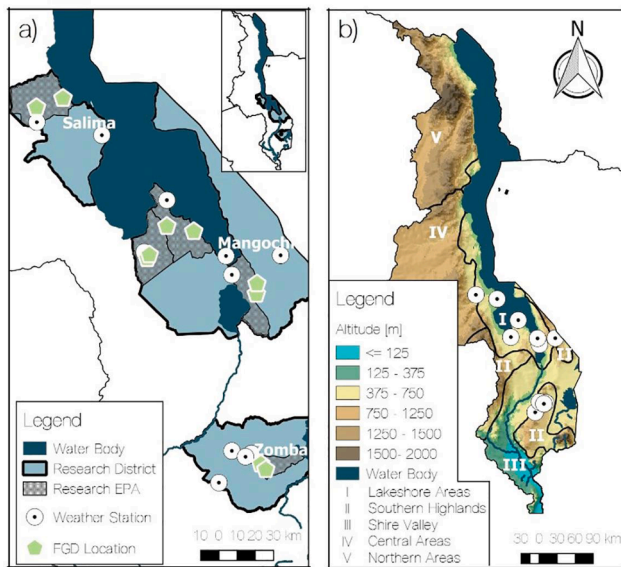 a)
Salima
Mangochi
Zomba
Legend
Water Body
Research District
Research EPA
Weather Station
FGD Location
10 0 10 20 30 km
b)
N
V
IV
I
II
II
II
III
Legend
Altitude [m]
<= 125
125 - 375
375 - 750
750 - 1250
1250 - 1500
1500- 2000
Water Body
I Lakeshore Areas
II Southern Highlands
III Shire Valley
IV Central Areas
V Northern Areas
30 0 30 60 90 km